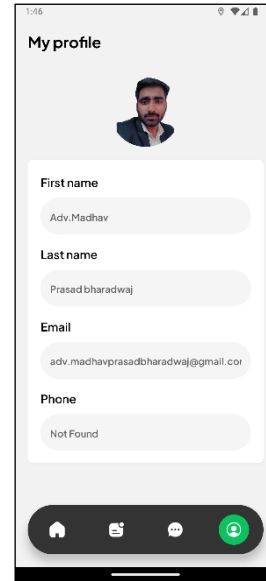 1:46
My profile
First name
Adv.Madhav
Last name
Prasad bharadwaj
Email
adv.madhavprasadbharadwaj@gmail.cor
Phone
Not Found